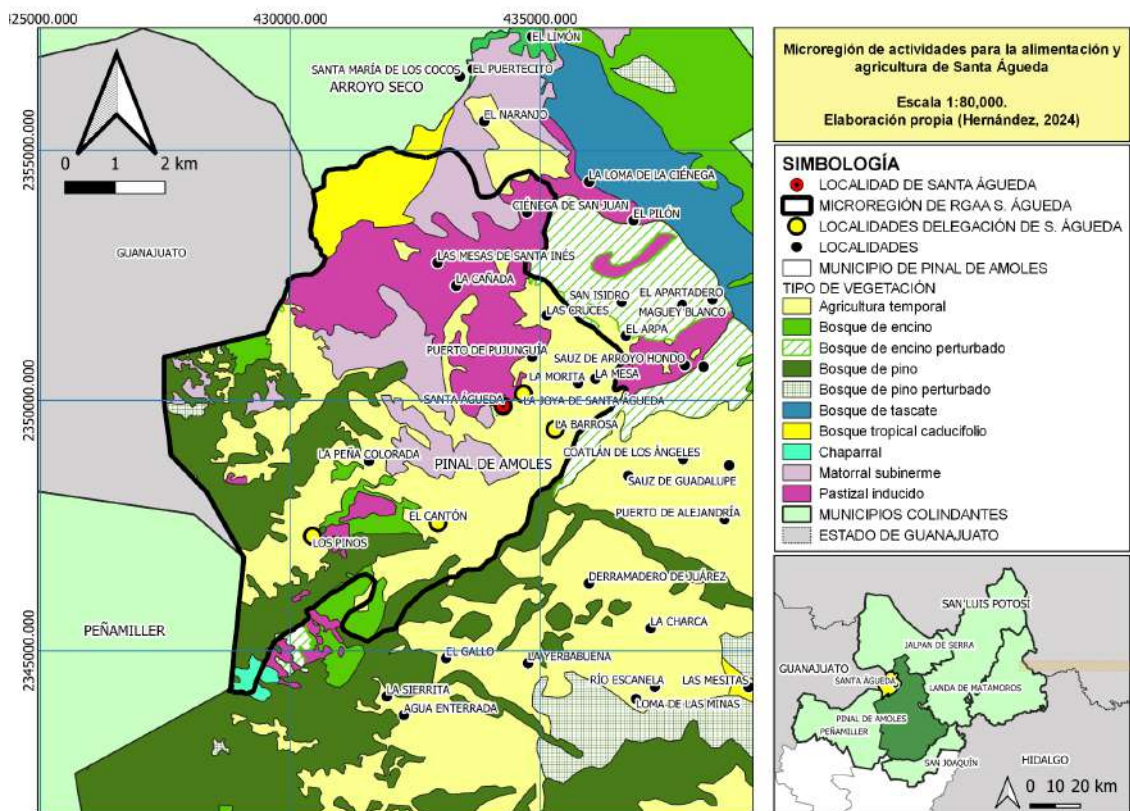 425000.000
430000.000
435000.000
EL LIMÓN
SANTA MARÍA DE LOS COCOS
EL PUERTECITO
ARROYO SECO
EL NARANJO
0 1 2 km
2355000.000
LA LOMA DE LA CIÉNEGA
CIÉNEGA DE SAN JUAN
EL PILÓN
GUANAJUATO
LAS MESAS DE SANTA INÉS
LA CAÑADA
SAN ISIDRO
EL APARTADERO
LAS CRUCES
MAGUEY BLANCO
EL ARPA
PUERTO DE PUJUNGUÍA
SAUZ DE ARROYO HONDO
LA MORITA
LA MESA
2350000.000
SANTA ÁGUEDA
LA JOYA DE SANTA ÁGUEDA
LA BARROSA
LA PEÑA COLORADA
PINAL DE AMOLES
COATLÁN DE LOS ÁNGELES
SAUZ DE GUADALUPE
EL CANTÓN
PUERTO DE ALEJANDRÍA
LOS PINOS
DERRAMADERO DE JUÁREZ
PEÑAMILLER
LA CHARCA
2345000.000
EL GALLO
LA YERBABUENA
RÍO ESCANELA
LAS MESITAS
LA SIERRITA
LOMA DE LAS MINAS
AGUA ENTERRADA
Microregión de actividades para la alimentación y
agricultura de Santa Águeda
Escala 1:80,000.
Elaboración propia (Hernández, 2024)
SIMBOLOGÍA
LOCALIDAD DE SANTA ÁGUEDA
MICROREGIÓN DE RGAA S. ÁGUEDA
LOCALIDADES DELEGACIÓN DE S. ÁGUEDA
LOCALIDADES
MUNICIPIO DE PINAL DE AMOLES
TIPO DE VEGETACIÓN
Agricultura temporal
Bosque de encino
Bosque de encino perturbado
Bosque de pino
Bosque de pino perturbado
Bosque de tascate
Bosque tropical caducifolio
Chaparral
Matorral subinerme
Pastizal inducido
MUNICIPIOS COLINDANTES
ESTADO DE GUANAJUATO
SAN LUIS POTOSÍ
JALPAN DE SERRA
GUANAJUATO
SANTA ÁGUEDA
LANDA DE MATAMOROS
PINAL DE AMOLES
PEÑAMILLER
SAN JOAQUÍN
HIDALGO
0 10 20 km